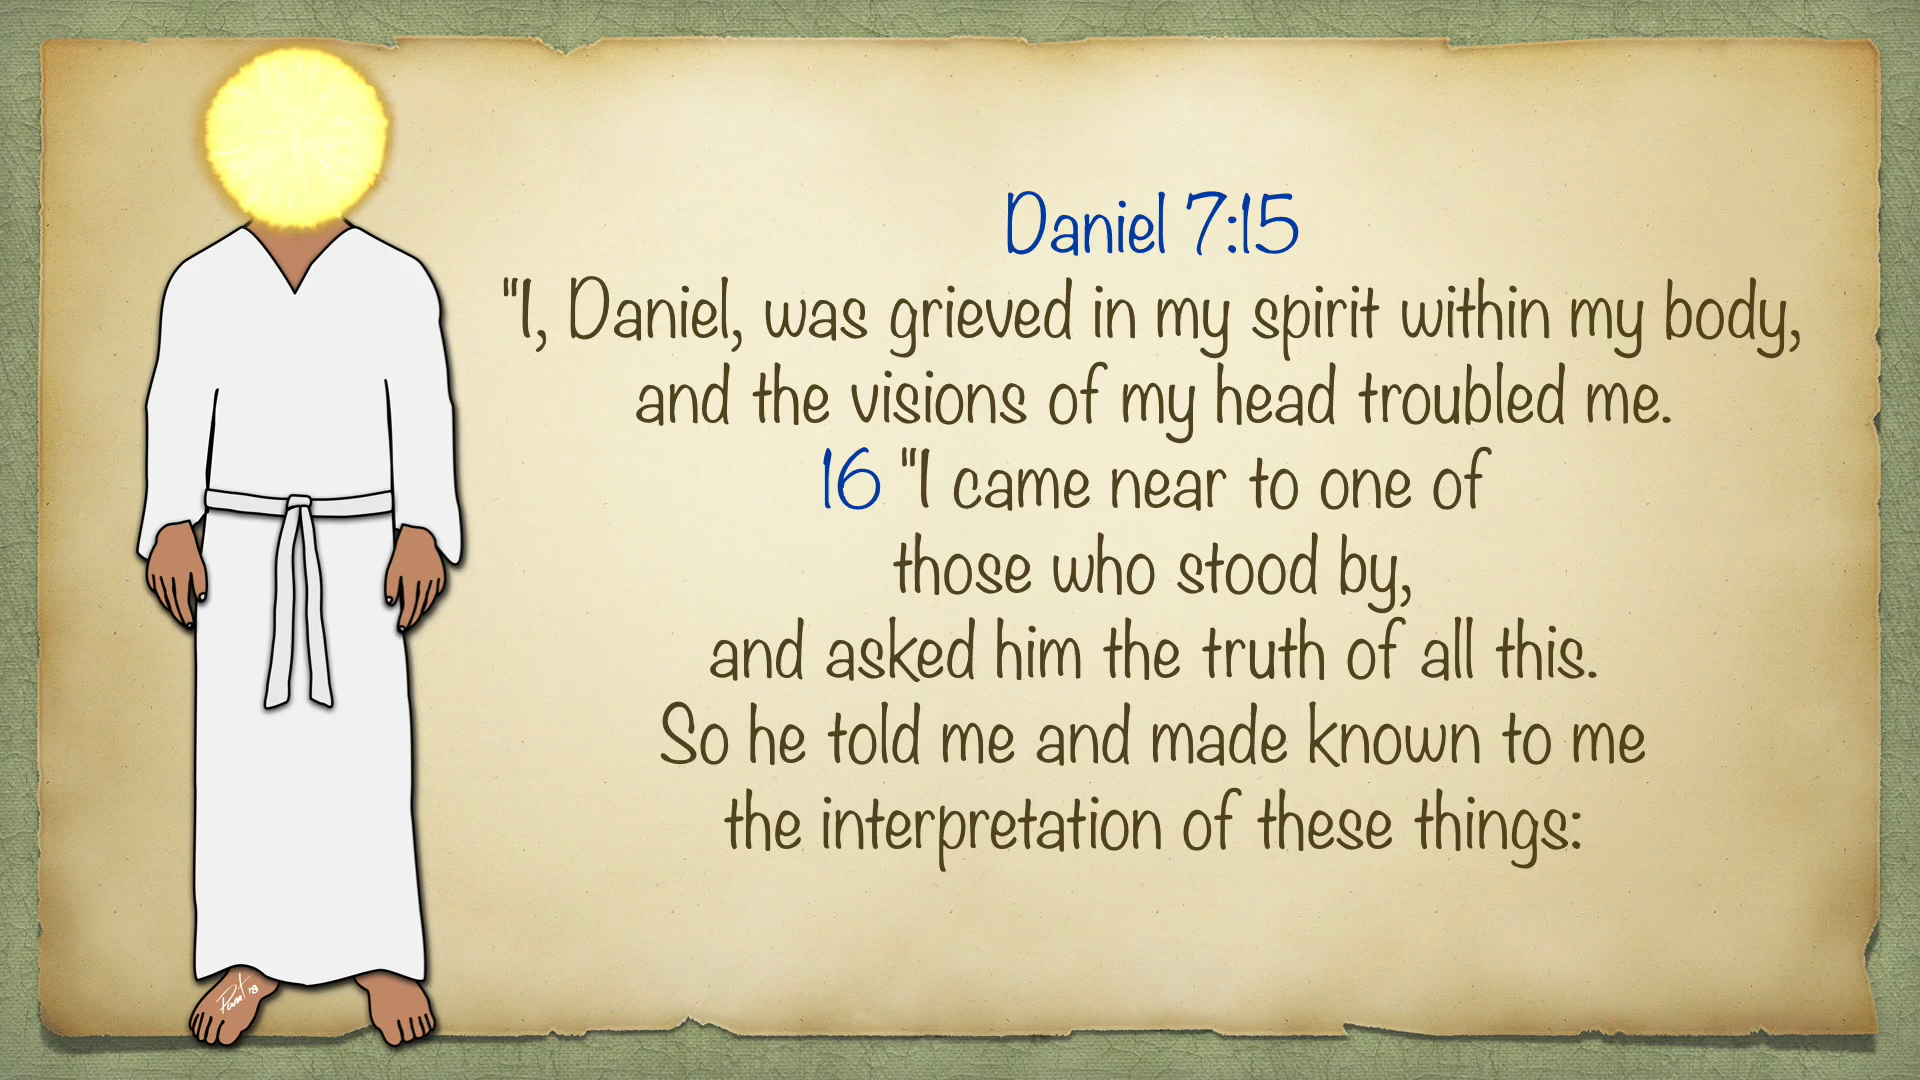 Daniel 7:15
"I, Daniel, was grieved in my spirit within my body,
and the visions of my head troubled me.
16 "I came near to one of
those who stood by,
and asked him the truth of all this.
So he told me and made known to me
the interpretation of these things: